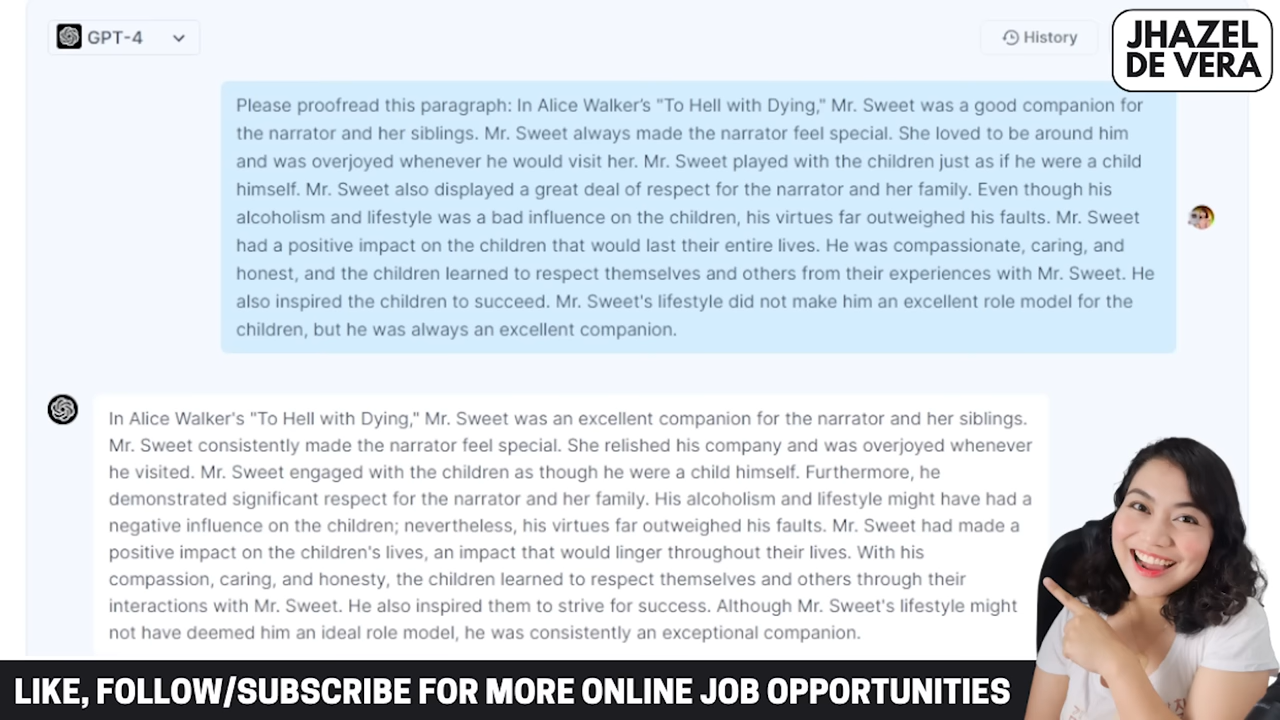 GPT-4
History
JHAZEL
DE VERA
Please proofread this paragraph: In Alice Walker's "To Hell with Dying," Mr. Sweet was a good companion for
the narrator and her siblings. Mr. Sweet always made the narrator feel special. She loved to be around him
and was overjoyed whenever he would visit her. Mr. Sweet played with the children just as if he were a child
himself. Mr. Sweet also displayed a great deal of respect for the narrator and her family. Even though his
alcoholism and lifestyle was a bad influence on the children, his virtues far outweighed his faults. Mr. Sweet
had a positive impact on the children that would last their entire lives. He was compassionate, caring, and
honest, and the children learned to respect themselves and others from their experiences with Mr. Sweet. He
also inspired the children to succeed. Mr. Sweet's lifestyle did not make him an excellent role model for the
children, but he was always an excellent companion.
In Alice Walker's "To Hell with Dying," Mr. Sweet was an excellent companion for the narrator and her siblings.
Mr. Sweet consistently made the narrator feel special. She relished his company and was overjoyed whenever
he visited. Mr. Sweet engaged with the children as though he were a child himself. Furthermore, he
demonstrated significant respect for the narrator and her family. His alcoholism and lifestyle might have had a
negative influence on the children; nevertheless, his virtues far outweighed his faults. Mr. Sweet had made a
positive impact on the children's lives, an impact that would linger throughout their lives. With his
compassion, caring, and honesty, the children learned to respect themselves and others through their
interactions with Mr. Sweet. He also inspired them to strive for success. Although Mr. Sweet's lifestyle might
not have deemed him an ideal role model, he was consistently an exceptional companion.
LIKE, FOLLOW/SUBSCRIBE FOR MORE ONLINE JOB OPPORTUNITIES